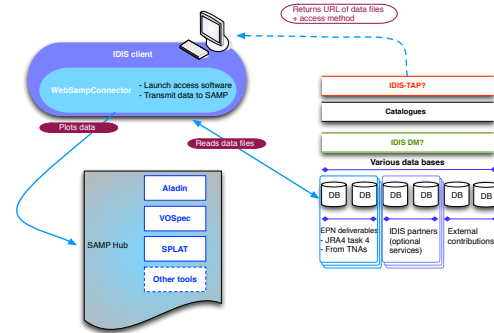 Returns URL of data files
+ access method
IDIS client
WebSampConnector
- Launch access software
- Transmit data to SAMP
Plots data
Reads data files
IDIS-TAP?
Catalogues
IDIS DM?
Various data bases
DB DB DB DB DB DB
EPN deliverables
- JRA4 task 4
- From TNAs
IDIS partners
(optional
services)
External
contributions
SAMP Hub
Aladin
VOSpec
SPLAT
Other tools